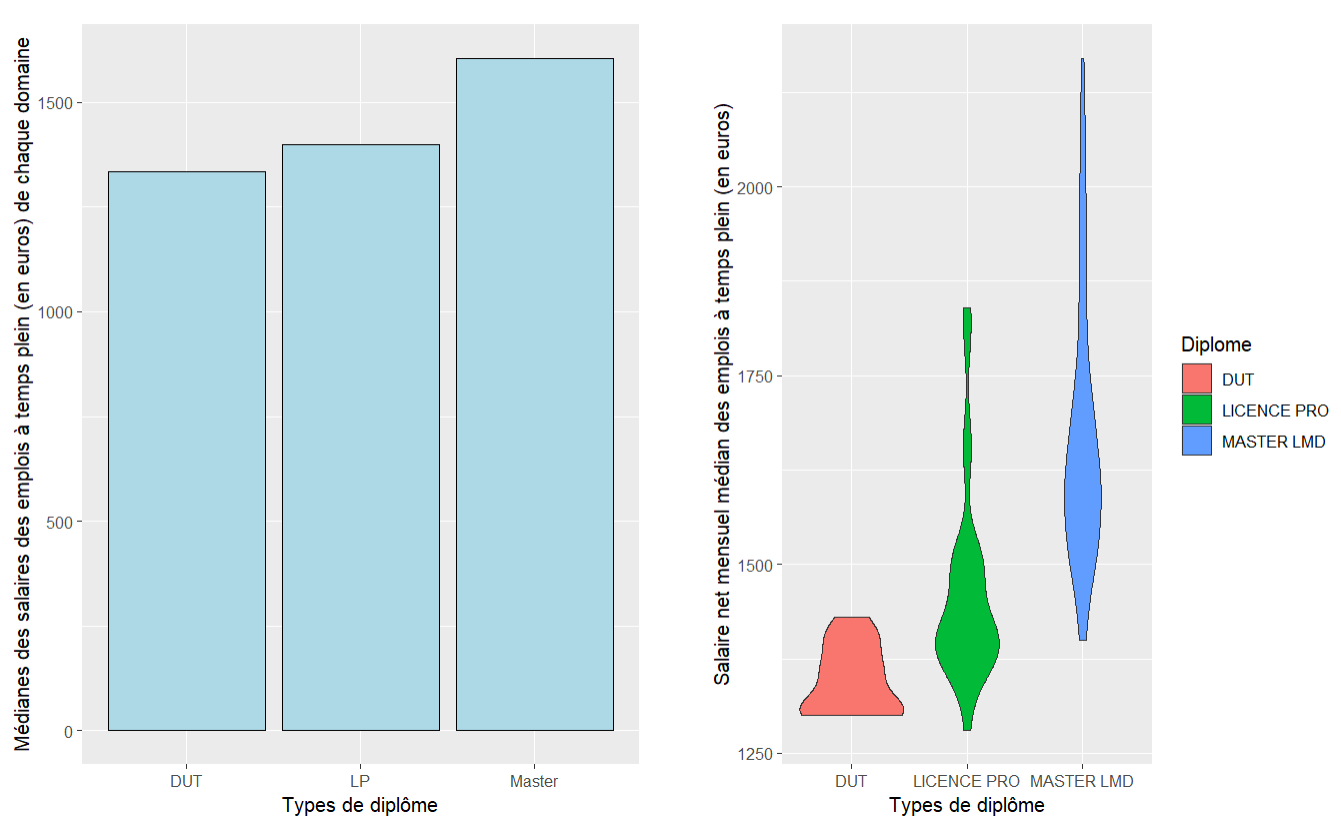 Médianes des salaires des emplois à temps plein (en euros) de chaque domaine
1500
1000
500
0
DUT
LP
Master
Types de diplôme
Salaire net mensuel médian des emplois à temps plein (en euros)
2000
1750
1500
1250
DUT
LICENCE PRO
MASTER LMD
Types de diplôme
Diplome
DUT
LICENCE PRO
MASTER LMD